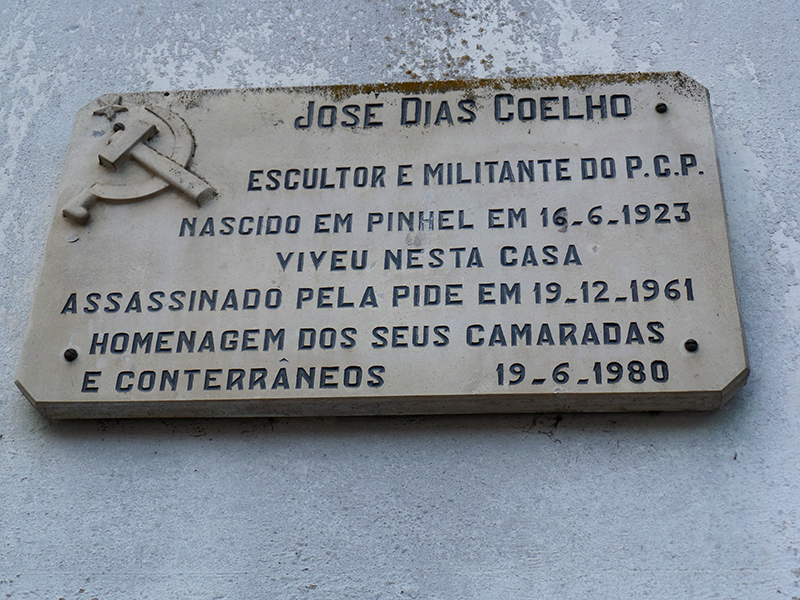 JOSÉ DIAS COELHO
ESCULTOR E MILITANTE DO P.C.P.
NASCIDO EM PINHEL EM 16-6-1923
VIVEU NESTA CASA
ASSASSINADO PELA PIDE EM 19-12-1961
HOMENAGEM DOS SEUS CAMARADAS
E CONTERRÂNEOS 19-6-1980